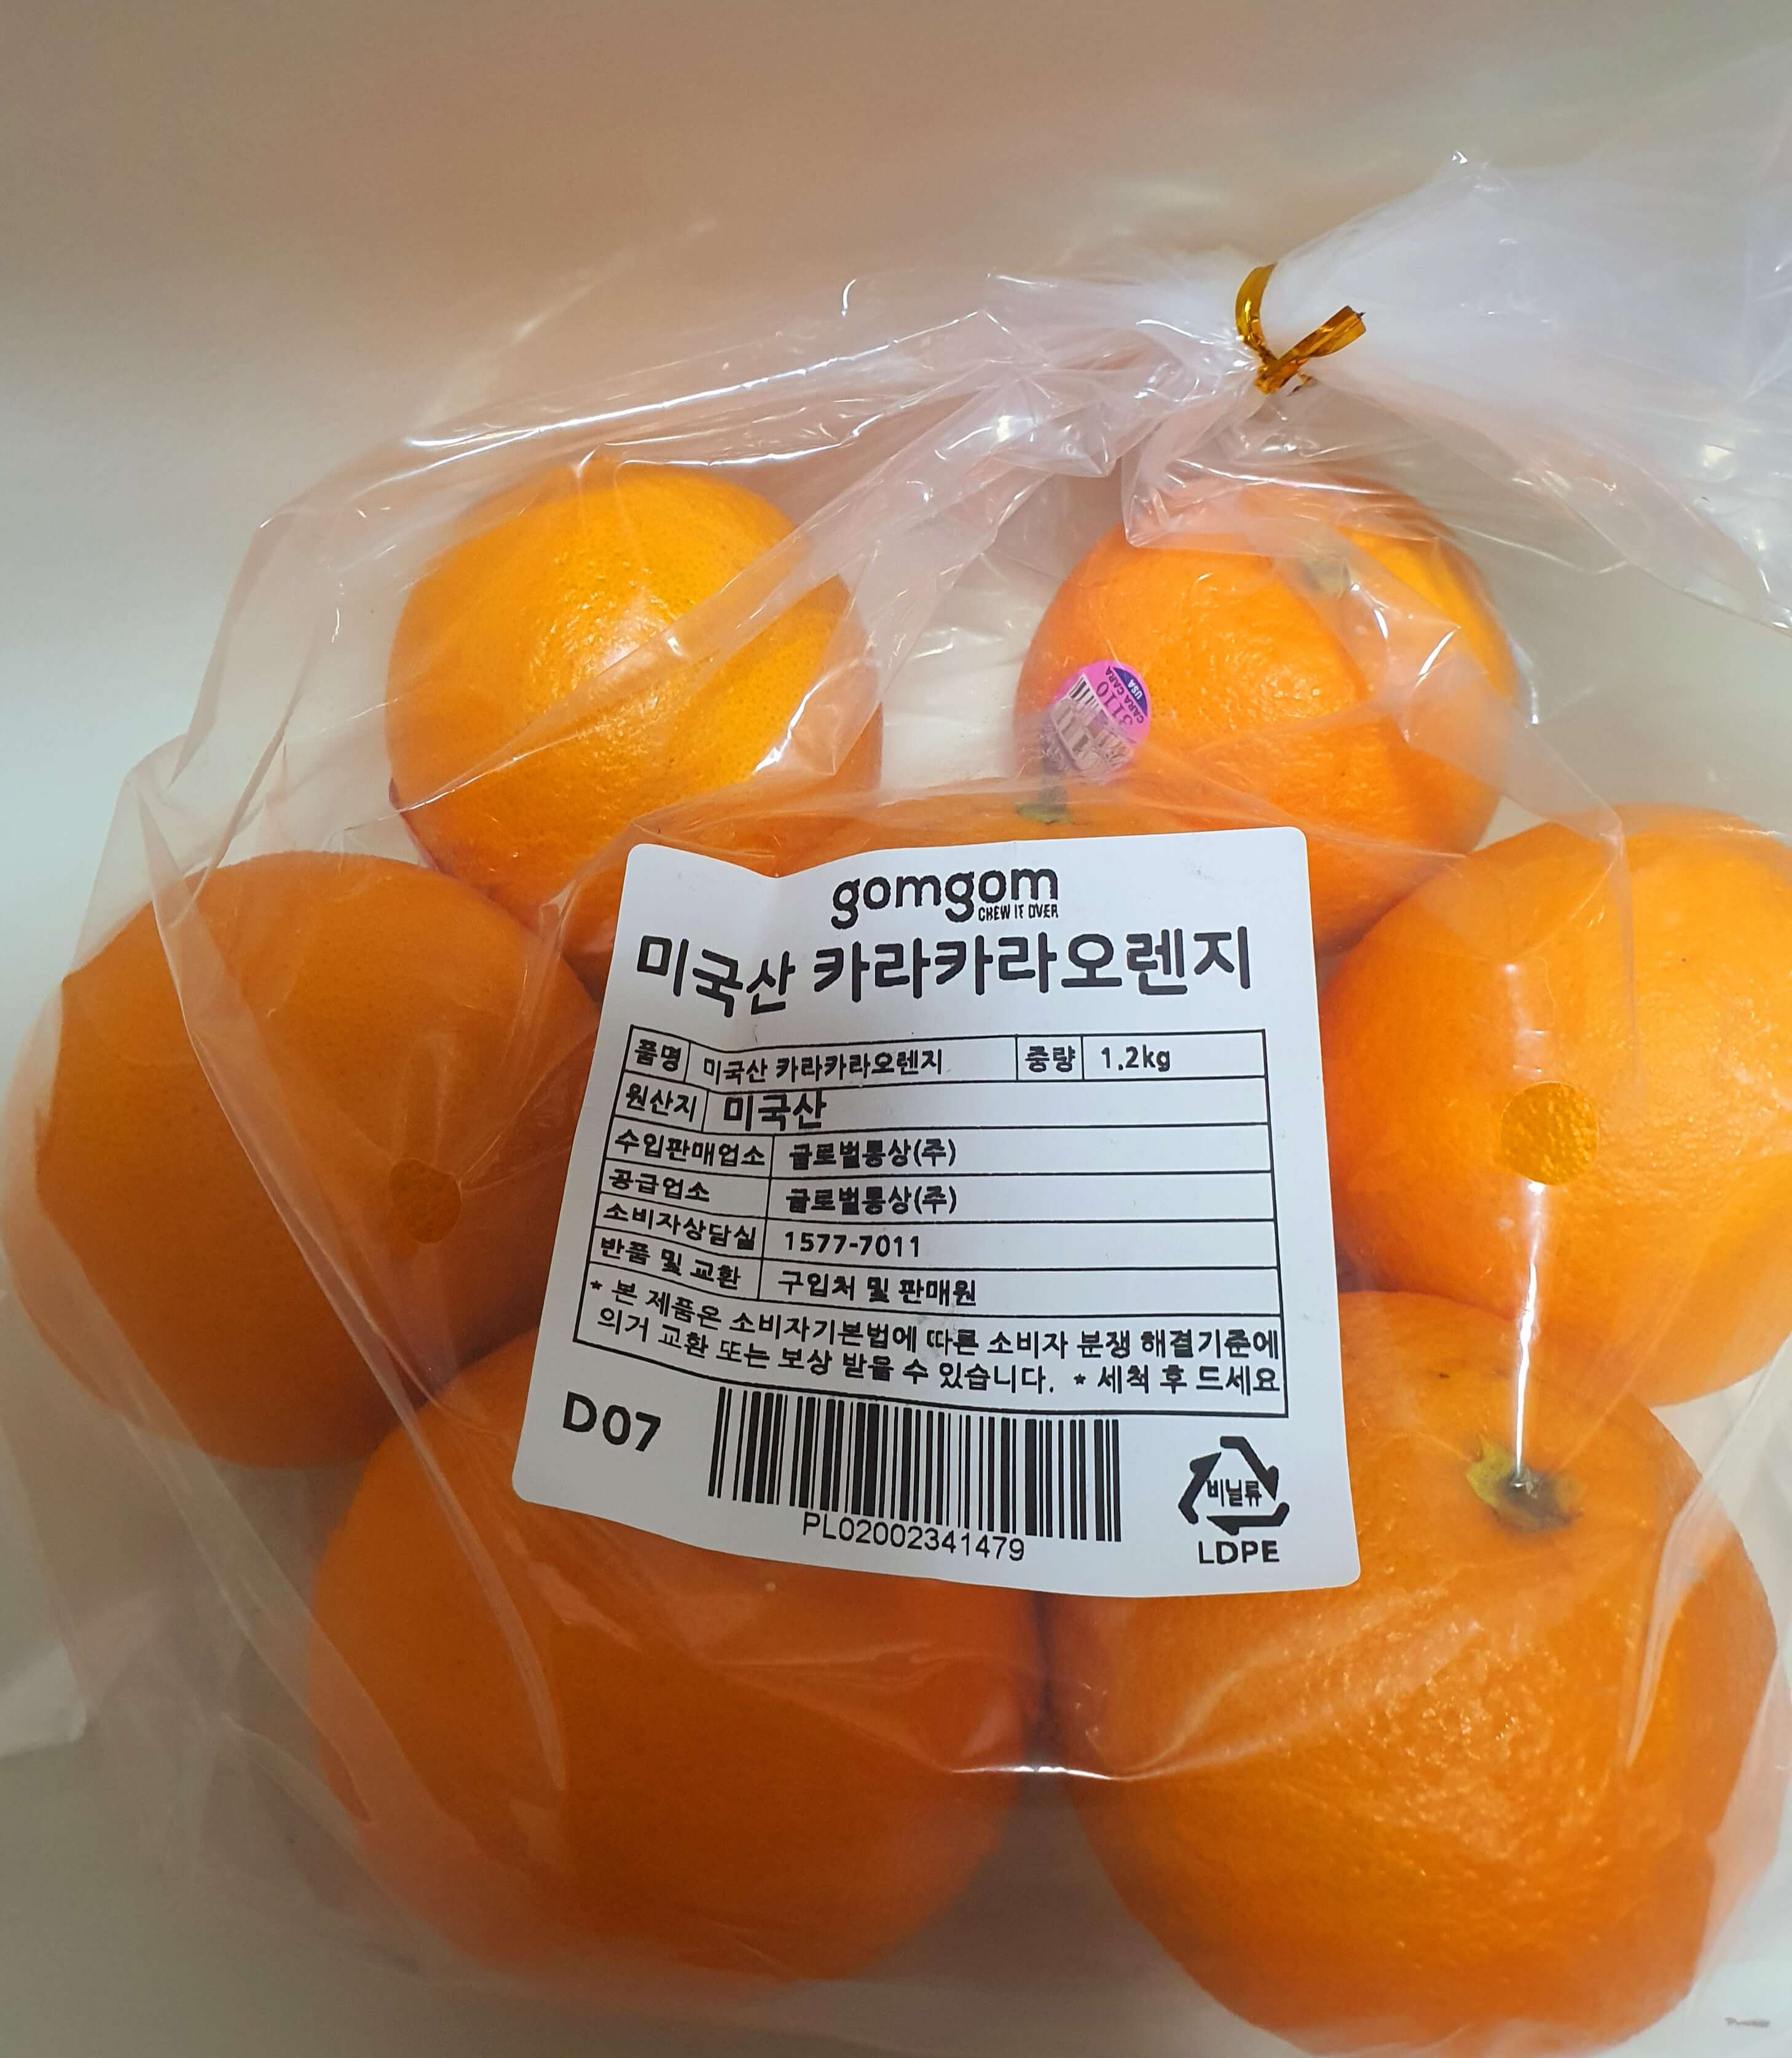 USA
CARA CARA
3110
gomgom
CHEW IT OVER
미국산 카라카라오렌지
품명 미국산 카라카라오렌지 중량 1.2kg
원산지 미국산
수입판매업소 글로벌통상(주)
공급업소 글로벌통상(주)
소비자상담실 1577-7011
반품 및 교환 구입처 및 판매원
* 본 제품은 소비자기본법에 따른 소비자 분쟁 해결기준에
의거 교환 또는 보상 받을 수 있습니다. * 세척 후 드세요
D07
PL02002341479
비닐류
LDPE